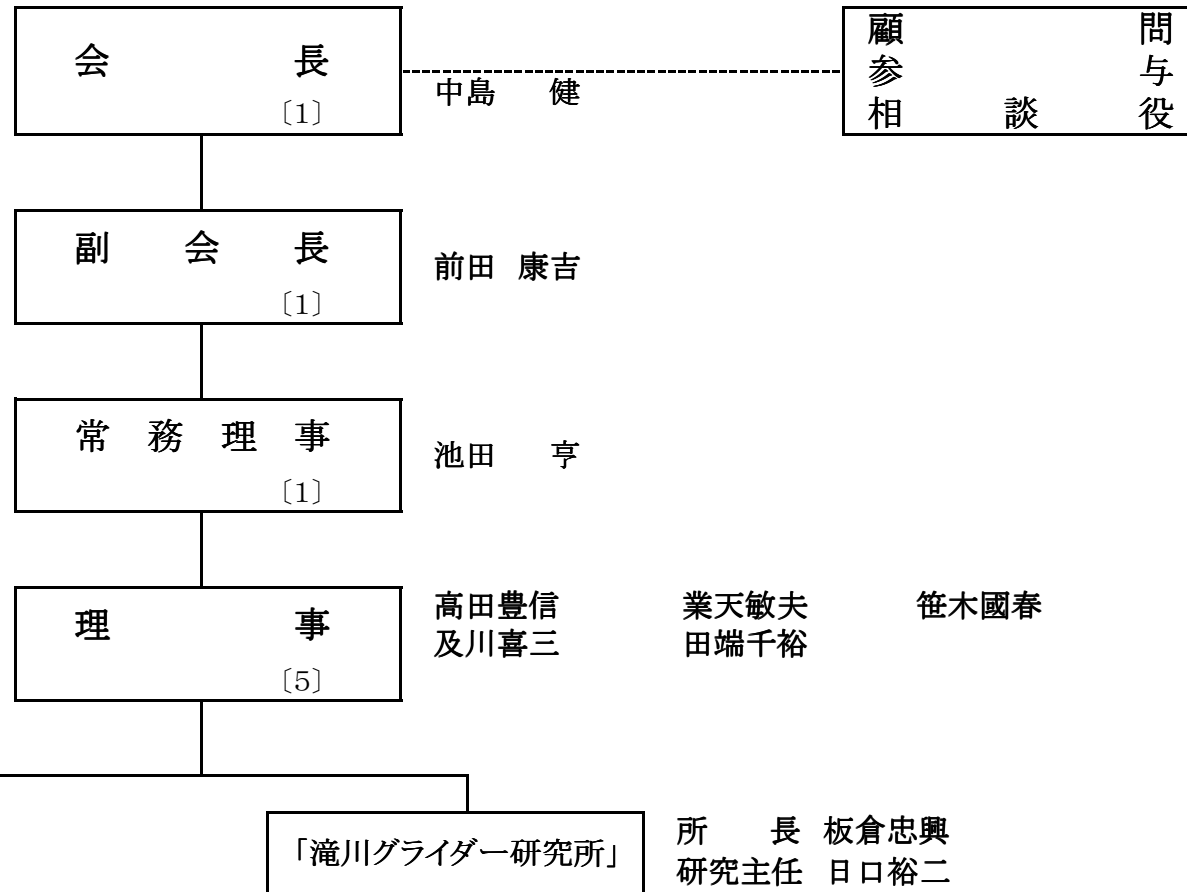 会長
〔1〕
中島 健
顧問
参与
相談役
副会長
〔1〕
前田 康吉
常務理事
〔1〕
池田 亨
理事
〔5〕
高田豊信 業天敏夫 笹木國春
及川喜三 田端千裕
「滝川グライダー研究所」
所長 板倉忠興
研究主任 日口裕二